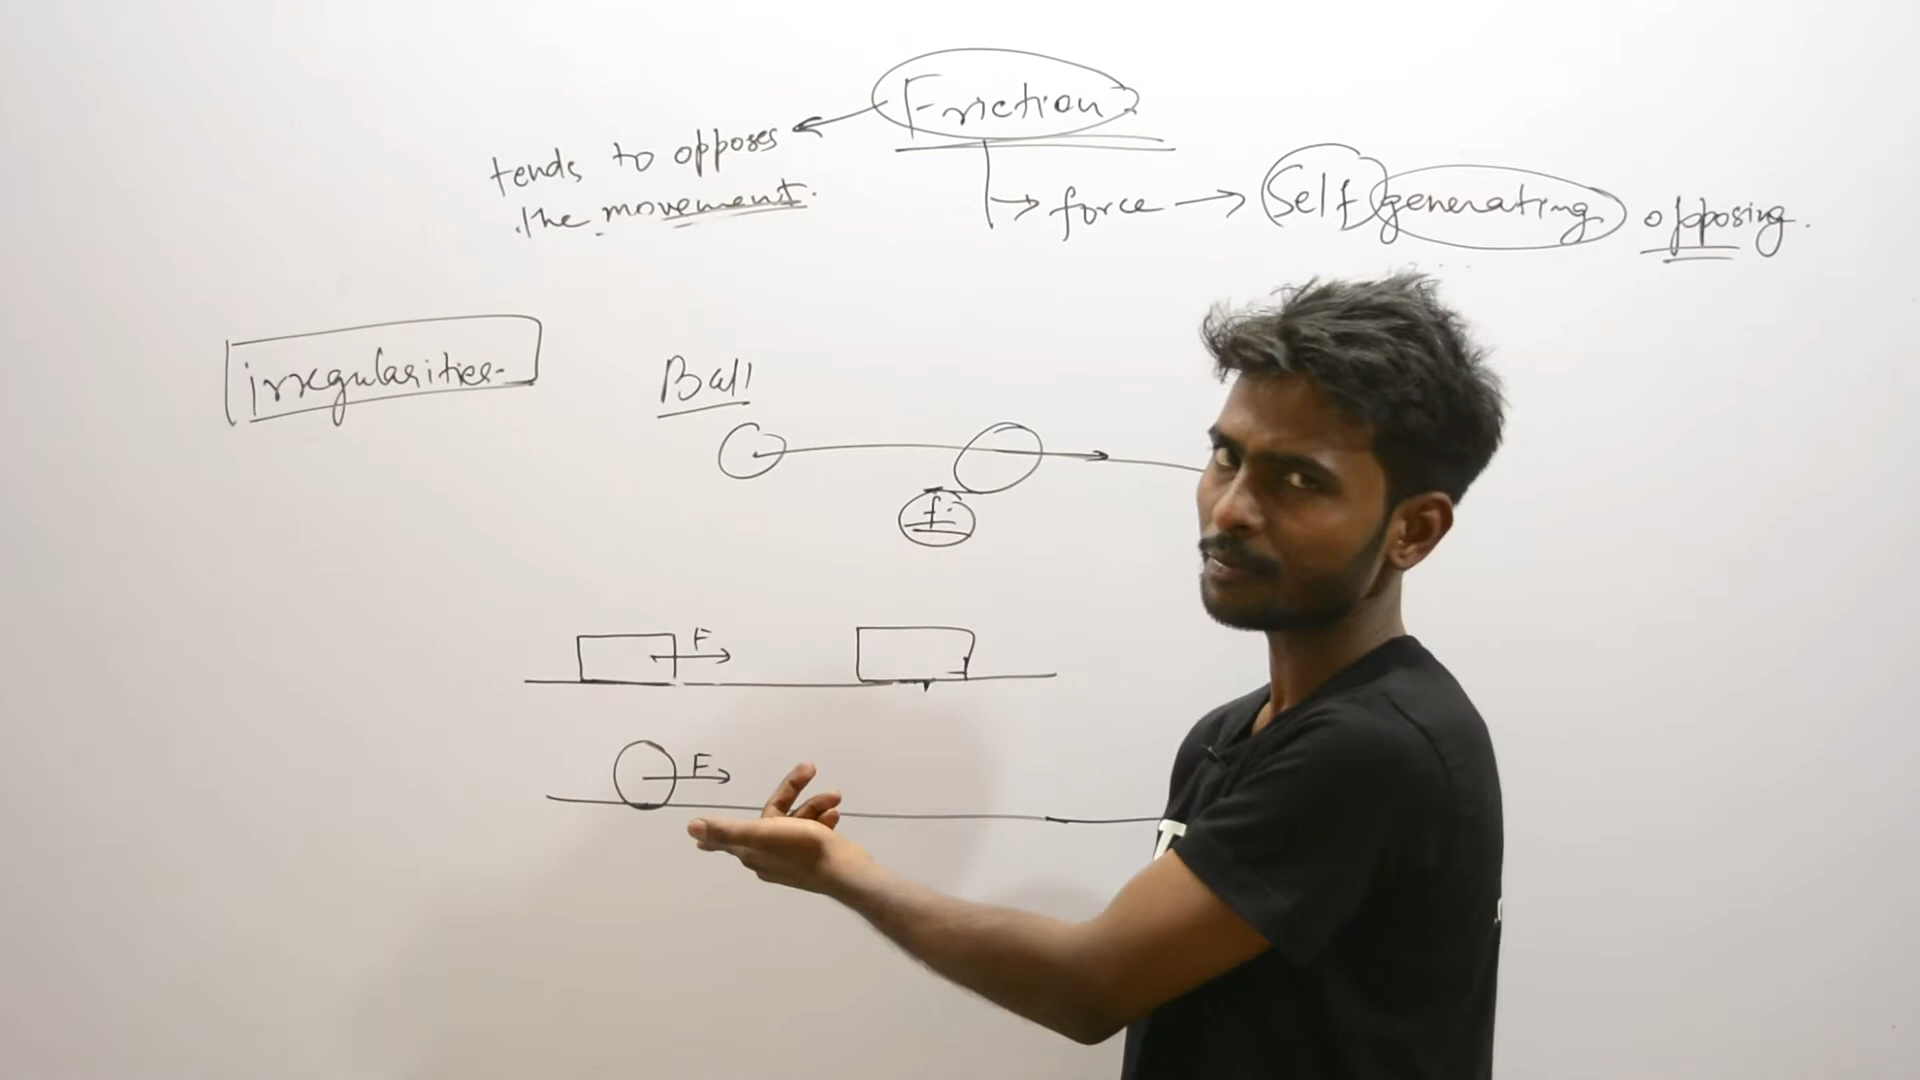 Friction
tends to opposes
the movement.
force → Self generating opposing.
irregularities.
Ball
f
F
F
T